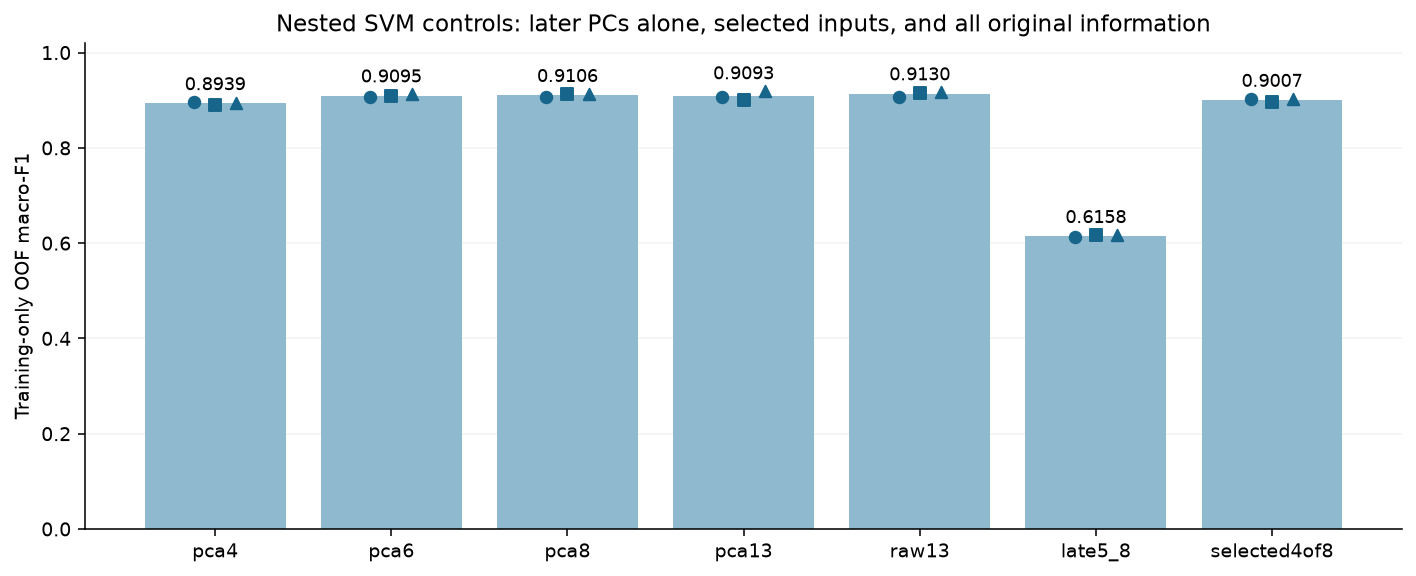 Nested SVM controls: later PCs alone, selected inputs, and all original information
Training-only OOF macro-F1
1.0
0.8
0.6
0.4
0.2
0.0
0.8939
0.9095
0.9106
0.9093
0.9130
0.6158
0.9007
pca4
pca6
pca8
pca13
raw13
late5_8
selected4of8